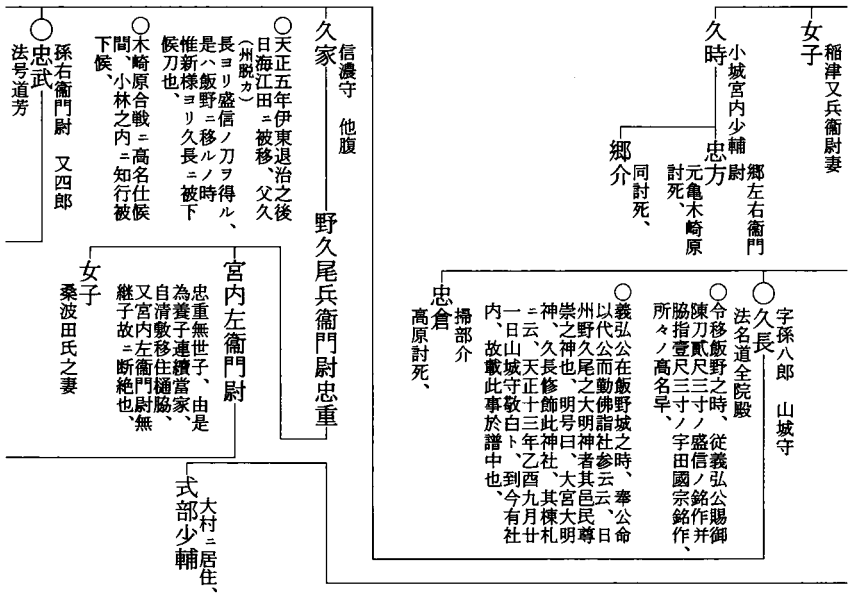 女子
稲津又兵衞尉妻
久時
小城宮内少輔
忠方
郷左右衞門
尉
元亀木崎原
討死、
郷介
同討死、
○久長
字孫八郎　山城守
法名道全院殿
○令移飯野之時、従義弘公賜御
陳刀貳尺三寸ノ盛信ノ銘作并
脇指壹尺三寸ノ宇田國宗銘作、
所々ノ高名早、
○義弘公在飯野城之時、奉公命
以代公而勤佛詣社参云云、日
州野久尾之大明神者其邑民尊
崇之神也、明号曰、大宮大明
神、久長修飾此神社、其棟札
ニ云、天正十三年乙酉九月廿
一日山城守敬白ト、到今有社
内、故載此事於譜中也、
忠倉
掃部介
高原討死、
久家
信濃守　他腹
○天正五年伊東退治之後
日海江田ニ被移、父久
（州脱カ）
長ヨリ盛信ノ刀ヲ得ル、
是ハ飯野ニ移ルノ時
惟新様ヨリ久長ニ被下
候刀也、
○木崎原合戦ニ高名仕候
間、小林之内ニ知行被
下候、
野久尾兵衞門尉忠重
宮内左衞門尉
忠重無世子、由是
為養子連續當家、
自清敷移住樋脇、
又宮内左衞門尉無
継子故ニ断絶也、
女子
桑波田氏之妻
○忠武
孫右衞門尉　又四郎
法号道芳
式部少輔
大村ニ居住、